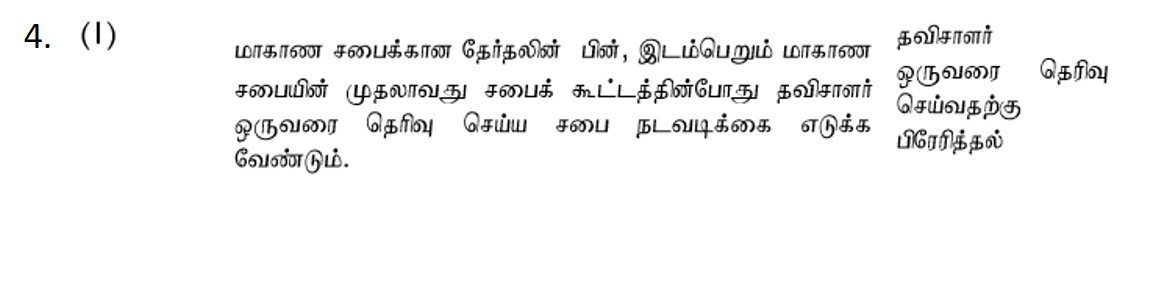 4. (I)
மாகாண சபைக்கான தேர்தலின் பின், இடம்பெறும் மாகாண
சபையின் முதலாவது சபைக் கூட்டத்தின்போது தவிசாளர்
ஒருவரை தெரிவு செய்ய சபை நடவடிக்கை எடுக்க
வேண்டும்.
தவிசாளர்
ஒருவரை தெரிவு
செய்வதற்கு
பிரேரித்தல்